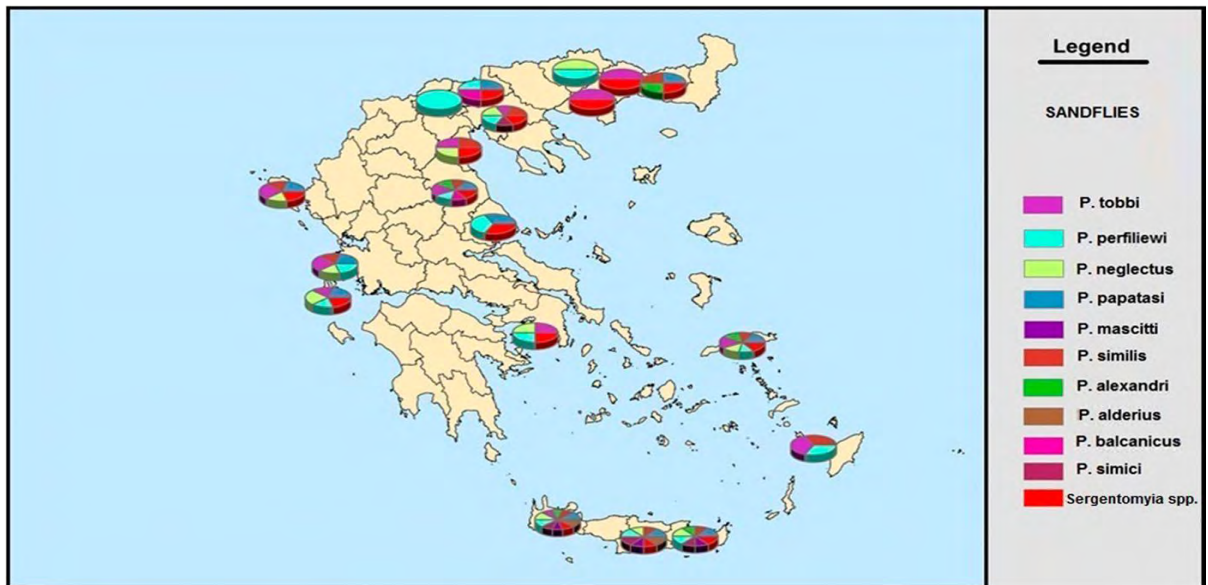 Legend
SANDFLIES
P. tobbi
P. perfiliewi
P. neglectus
P. papatasi
P. mascitti
P. similis
P. alexandri
P. alderius
P. balcanicus
P. simici
Sergentomyia spp.